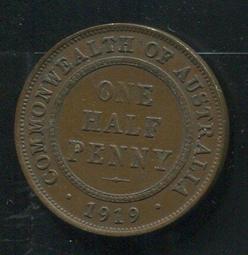 COMMONWEALTH OF AUSTRALIA
ONE
HALF
PENNY
· 1919 ·